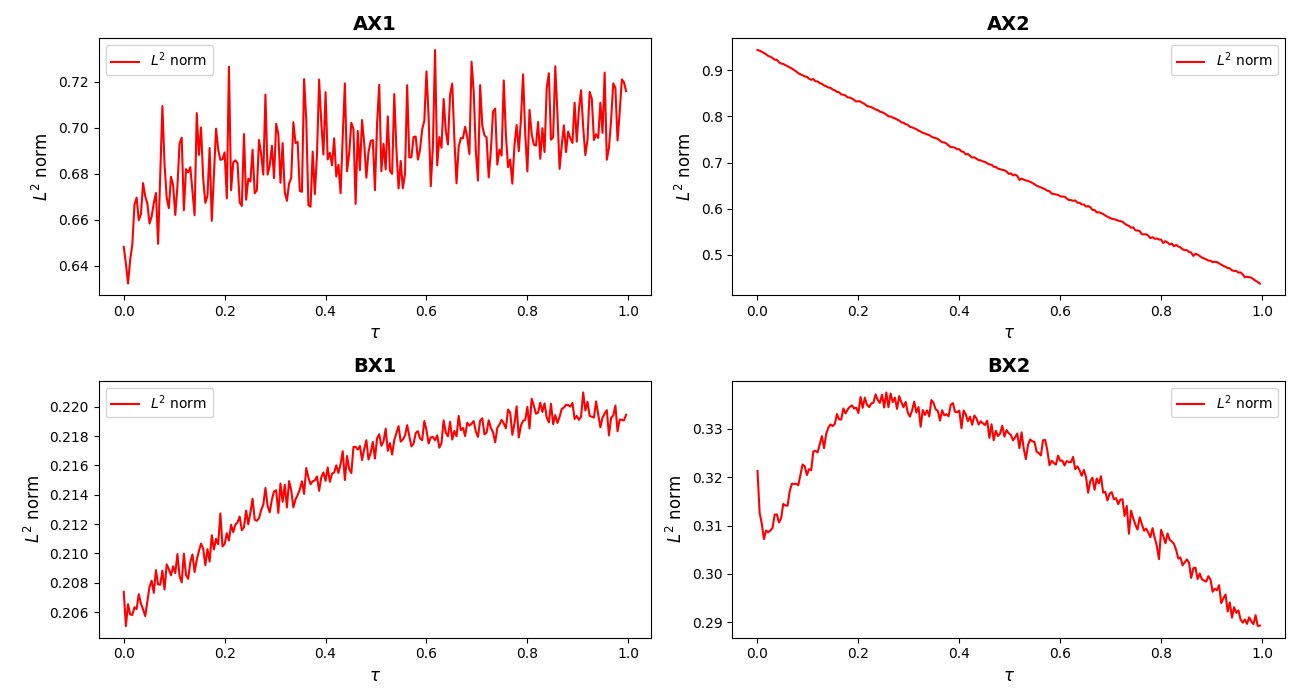 AX1
L² norm
0.72
0.70
0.68
0.66
0.64
L² norm
0.0 0.2 0.4 0.6 0.8 1.0
τ
AX2
L² norm
0.9
0.8
0.7
0.6
0.5
L² norm
0.0 0.2 0.4 0.6 0.8 1.0
τ
BX1
L² norm
0.220
0.218
0.216
0.214
0.212
0.210
0.208
0.206
L² norm
0.0 0.2 0.4 0.6 0.8 1.0
τ
BX2
L² norm
0.33
0.32
0.31
0.30
0.29
L² norm
0.0 0.2 0.4 0.6 0.8 1.0
τ